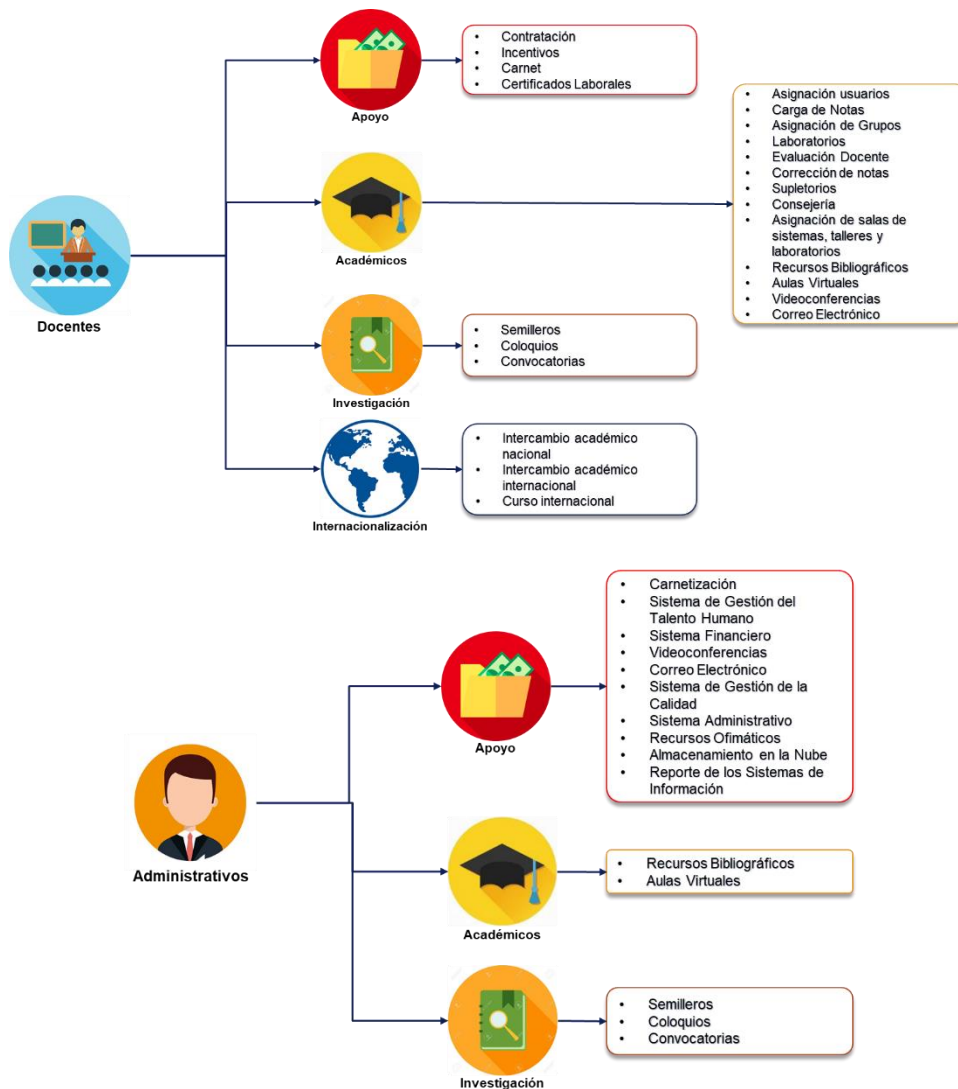 Docentes
Apoyo
• Contratación
• Incentivos
• Carnet
• Certificados Laborales
Académicos
• Asignación usuarios
• Carga de Notas
• Asignación de Grupos
• Laboratorios
• Evaluación Docente
• Corrección de notas
• Supletorios
• Consejería
• Asignación de salas de
sistemas, talleres y
laboratorios
• Recursos Bibliográficos
• Aulas Virtuales
• Videoconferencias
• Correo Electrónico
Investigación
• Semilleros
• Coloquios
• Convocatorias
Internacionalización
• Intercambio académico
nacional
• Intercambio académico
internacional
• Curso internacional
Administrativos
Apoyo
• Carnetización
• Sistema de Gestión del
Talento Humano
• Sistema Financiero
• Videoconferencias
• Correo Electrónico
• Sistema de Gestión de la
Calidad
• Sistema Administrativo
• Recursos Ofimáticos
• Almacenamiento en la Nube
• Reporte de los Sistemas de
Información
Académicos
• Recursos Bibliográficos
• Aulas Virtuales
Investigación
• Semilleros
• Coloquios
• Convocatorias